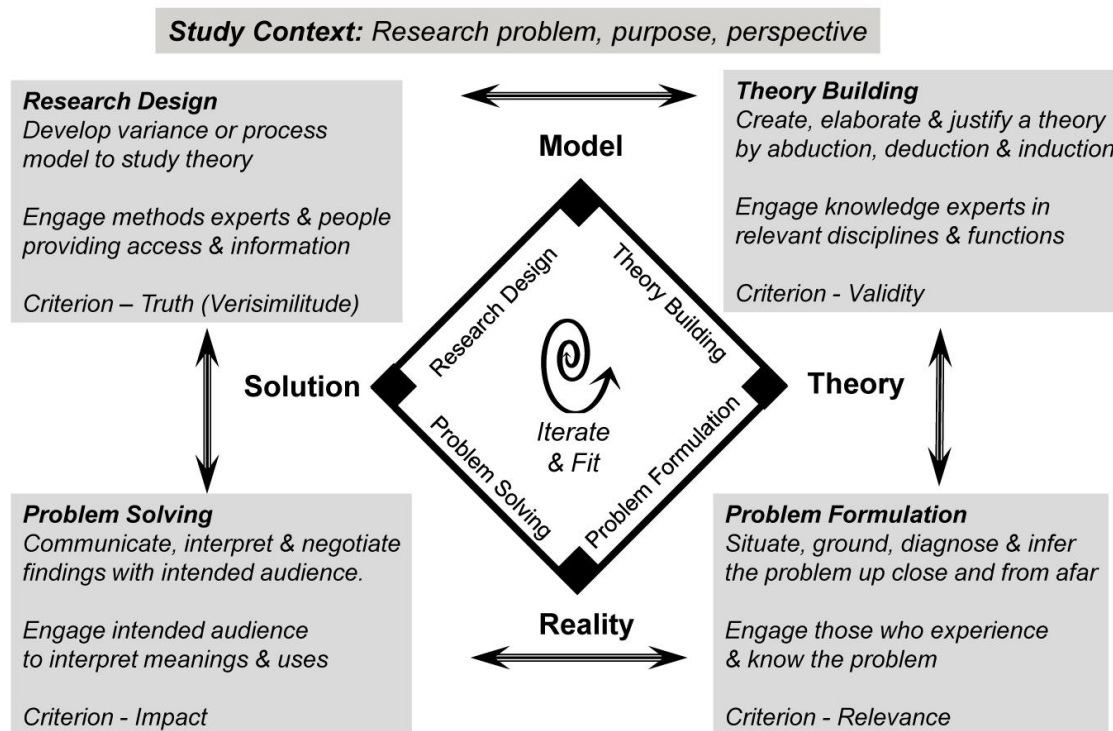 Study Context: Research problem, purpose, perspective
Research Design
Develop variance or process
model to study theory
Engage methods experts & people
providing access & information
Criterion – Truth (Verisimilitude)
Theory Building
Create, elaborate & justify a theory
by abduction, deduction & induction
Engage knowledge experts in
relevant disciplines & functions
Criterion - Validity
Model
Research Design
Theory Building
Solution
Theory
Iterate
& Fit
Problem Solving
Problem Formulation
Reality
Problem Solving
Communicate, interpret & negotiate
findings with intended audience.
Engage intended audience
to interpret meanings & uses
Criterion - Impact
Problem Formulation
Situate, ground, diagnose & infer
the problem up close and from afar
Engage those who experience
& know the problem
Criterion - Relevance